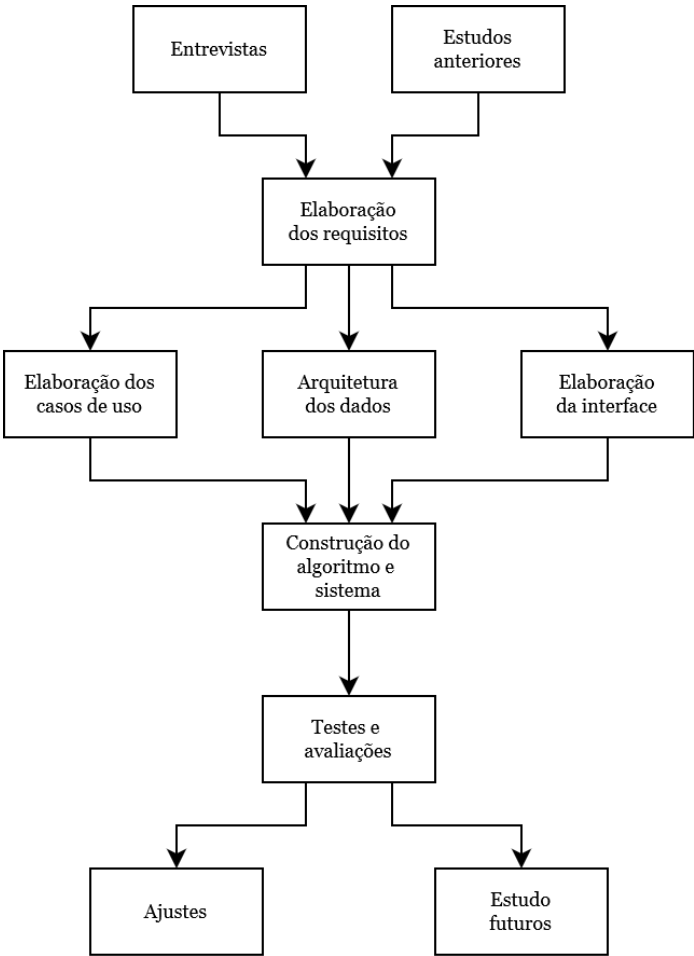 Entrevistas
Estudos
anteriores
Elaboração
dos requisitos
Elaboração dos
casos de uso
Arquitetura
dos dados
Elaboração
da interface
Construção do
algoritmo e
sistema
Testes e
avaliações
Ajustes
Estudo
futuros